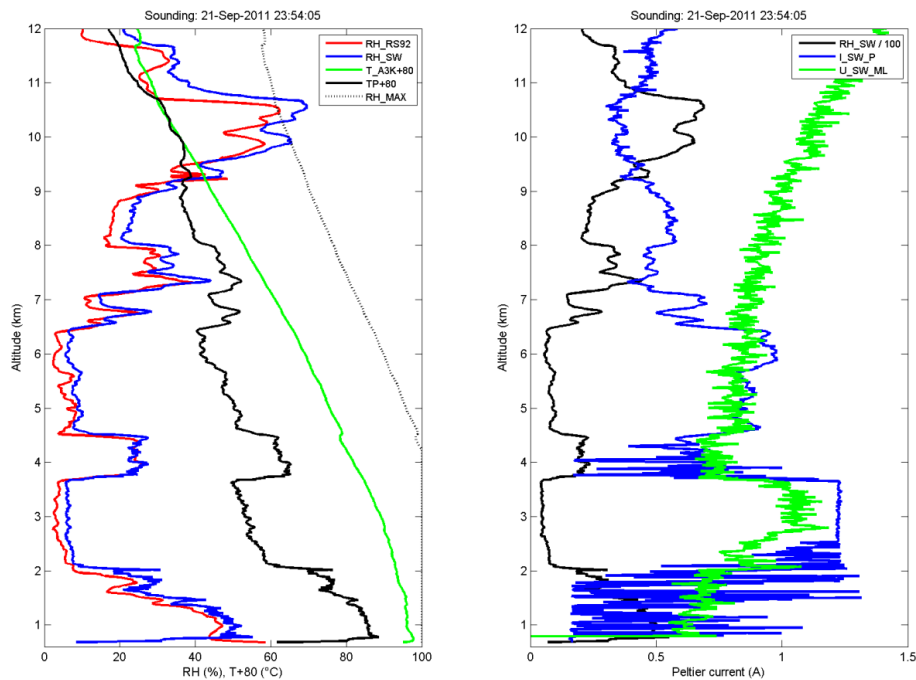 Sounding: 21-Sep-2011 23:54:05
12
11
10
9
8
7
6
5
4
3
2
1
Altitude (km)
0
20
40
60
80
100
RH (%), T+80 (°C)
RH_RS92
RH_SW
T_A3K+80
TP+80
RH_MAX
Sounding: 21-Sep-2011 23:54:05
12
11
10
9
8
7
6
5
4
3
2
1
Altitude (km)
0
0.5
1
1.5
Peltier current (A)
RH_SW / 100
I_SW_P
U_SW_ML